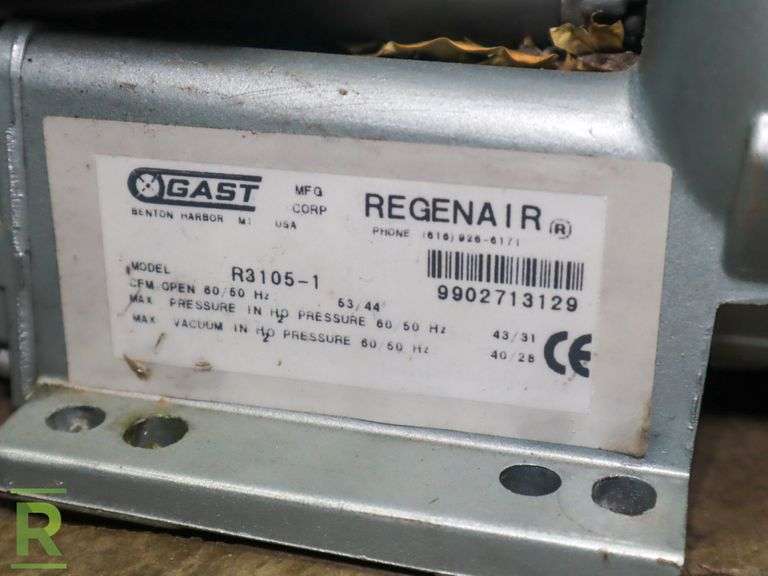 GAST MFG CORP REGENAIR ®
BENTON HARBOR MI USA PHONE (616) 926-6171
MODEL R3105-1
CFM OPEN 60/50 Hz 53/44
9902713129
MAX PRESSURE IN H2O PRESSURE 60/50 Hz 43/31
MAX VACUUM IN H2O PRESSURE 60/50 Hz 40/28
CE
R